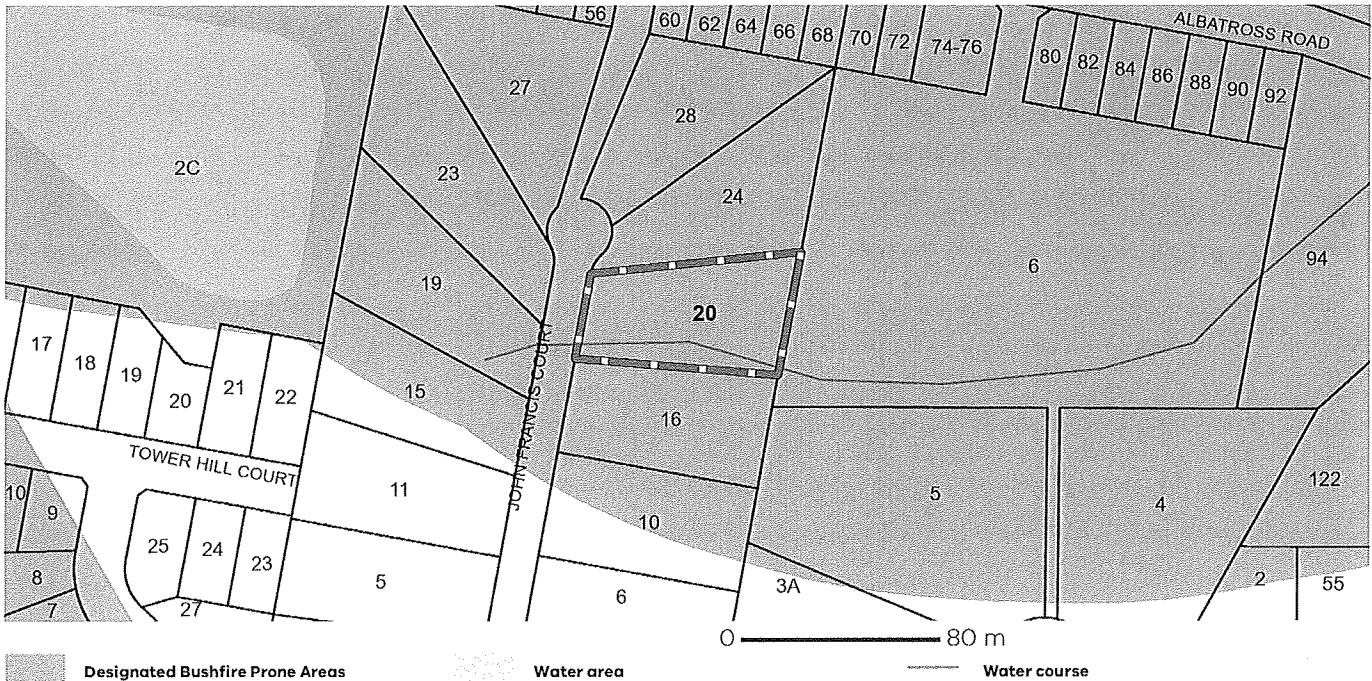 56
60 62 64 66 68 70 72 74-76
ALBATROSS ROAD
80 82 84 86 88 90 92
27
28
2C
23
24
19
20
6
94
JOHN FRANCIS COURT
17 18 19 20 21 22
15
16
TOWER HILL COURT
11
10
5
4
122
10 9
25 24 23
8
7
27
5
6
3A
2
55
0 80 m
Designated Bushfire Prone Areas Water area Water course